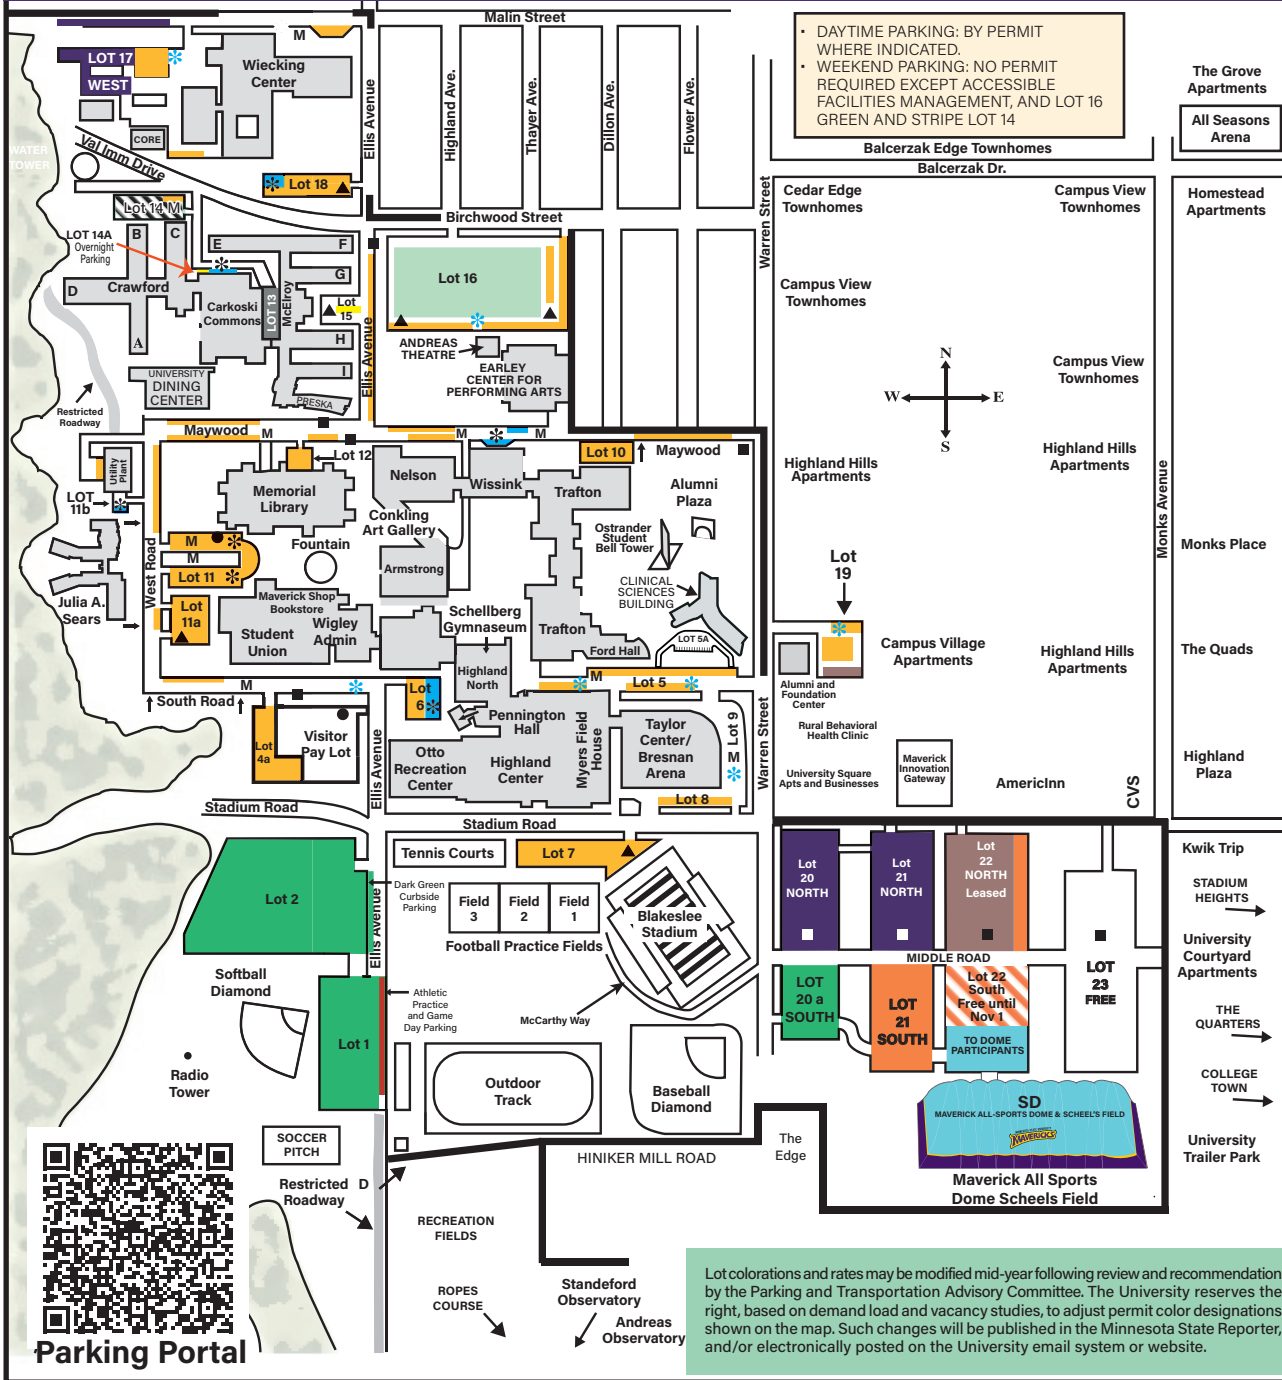 Malin Street
M
LOT 17
WEST
Wiecking
Center
CORE
Val Imm Drive
WATER
TOWER
Ellis Avenue
Highland Ave.
Thayer Ave.
Dillon Ave.
Flower Ave.
• DAYTIME PARKING: BY PERMIT
WHERE INDICATED.
• WEEKEND PARKING: NO PERMIT
REQUIRED EXCEPT ACCESSIBLE
FACILITIES MANAGEMENT, AND LOT 16
GREEN AND STRIPE LOT 14
The Grove
Apartments
All Seasons
Arena
Balcerzak Edge Townhomes
Balcerzak Dr.
Lot 18
Lot 14 M
Birchwood Street
Warren Street
Cedar Edge
Townhomes
Campus View
Townhomes
Homestead
Apartments
LOT 14A
Overnight
Parking
B
C
E
F
G
D
Crawford
A
Carkoski
Commons
LOT 13
McElroy
Lot
15
H
I
Lot 16
Campus View
Townhomes
ANDREAS
THEATRE
EARLEY
CENTER FOR
PERFORMING ARTS
Ellis Avenue
UNIVERSITY
DINING
CENTER
PRESKA
Restricted
Roadway
N
W
E
S
Campus View
Townhomes
Maywood
M
M
M
Lot 12
Lot 10
Maywood
Utility
Plant
LOT
11b
Memorial
Library
Nelson
Wissink
Trafton
Alumni
Plaza
Highland Hills
Apartments
Highland Hills
Apartments
Monks Avenue
Conkling
Art Gallery
Ostrander
Student
Bell Tower
West Road
M
M
Lot 11
Fountain
Armstrong
CLINICAL
SCIENCES
BUILDING
Lot
19
Monks Place
Julia A.
Sears
Lot
11a
Maverick Shop
Bookstore
Wigley
Admin
Student
Union
Schellberg
Gymnaseum
Trafton
Ford Hall
LOT 5A
Campus Village
Apartments
Highland Hills
Apartments
The Quads
M
South Road
Lot
6
Highland
North
M
Lot 5
Alumni and
Foundation
Center
Lot
4a
Visitor
Pay Lot
Ellis Avenue
Pennington
Hall
Otto
Recreation
Center
Highland
Center
Myers Field
House
Taylor
Center/
Bresnan
Arena
Lot 9
M
Warren Street
Rural Behavioral
Health Clinic
University Square
Apts and Businesses
Maverick
Innovation
Gateway
AmericInn
CVS
Highland
Plaza
Lot 8
Stadium Road
Stadium Road
Tennis Courts
Lot 7
Kwik Trip
Lot 2
Dark Green
Curbside
Parking
Ellis Avenue
Field
3
Field
2
Field
1
Football Practice Fields
Blakeslee
Stadium
Lot
20
NORTH
Lot
21
NORTH
Lot
22
NORTH
Leased
STADIUM
HEIGHTS
MIDDLE ROAD
University
Courtyard
Apartments
Softball
Diamond
Athletic
Practice
and Game
Day Parking
McCarthy Way
LOT
20 a
SOUTH
LOT
21
SOUTH
Lot 22
South
Free until
Nov 1
LOT
23
FREE
THE
QUARTERS
Lot 1
TO DOME
PARTICIPANTS
Radio
Tower
Outdoor
Track
Baseball
Diamond
COLLEGE
TOWN
SD
MAVERICK ALL-SPORTS DOME & SCHEEL'S FIELD
MAVERICKS
SOCCER
PITCH
The
Edge
University
Trailer Park
HINIKER MILL ROAD
Restricted
Roadway
D
Maverick All Sports
Dome Scheels Field
RECREATION
FIELDS
ROPES
COURSE
Standeford
Observatory
Andreas
Observatory
Parking Portal
Lot colorations and rates may be modified mid-year following review and recommendation
by the Parking and Transportation Advisory Committee. The University reserves the
right, based on demand load and vacancy studies, to adjust permit color designations
shown on the map. Such changes will be published in the Minnesota State Reporter,
and/or electronically posted on the University email system or website.